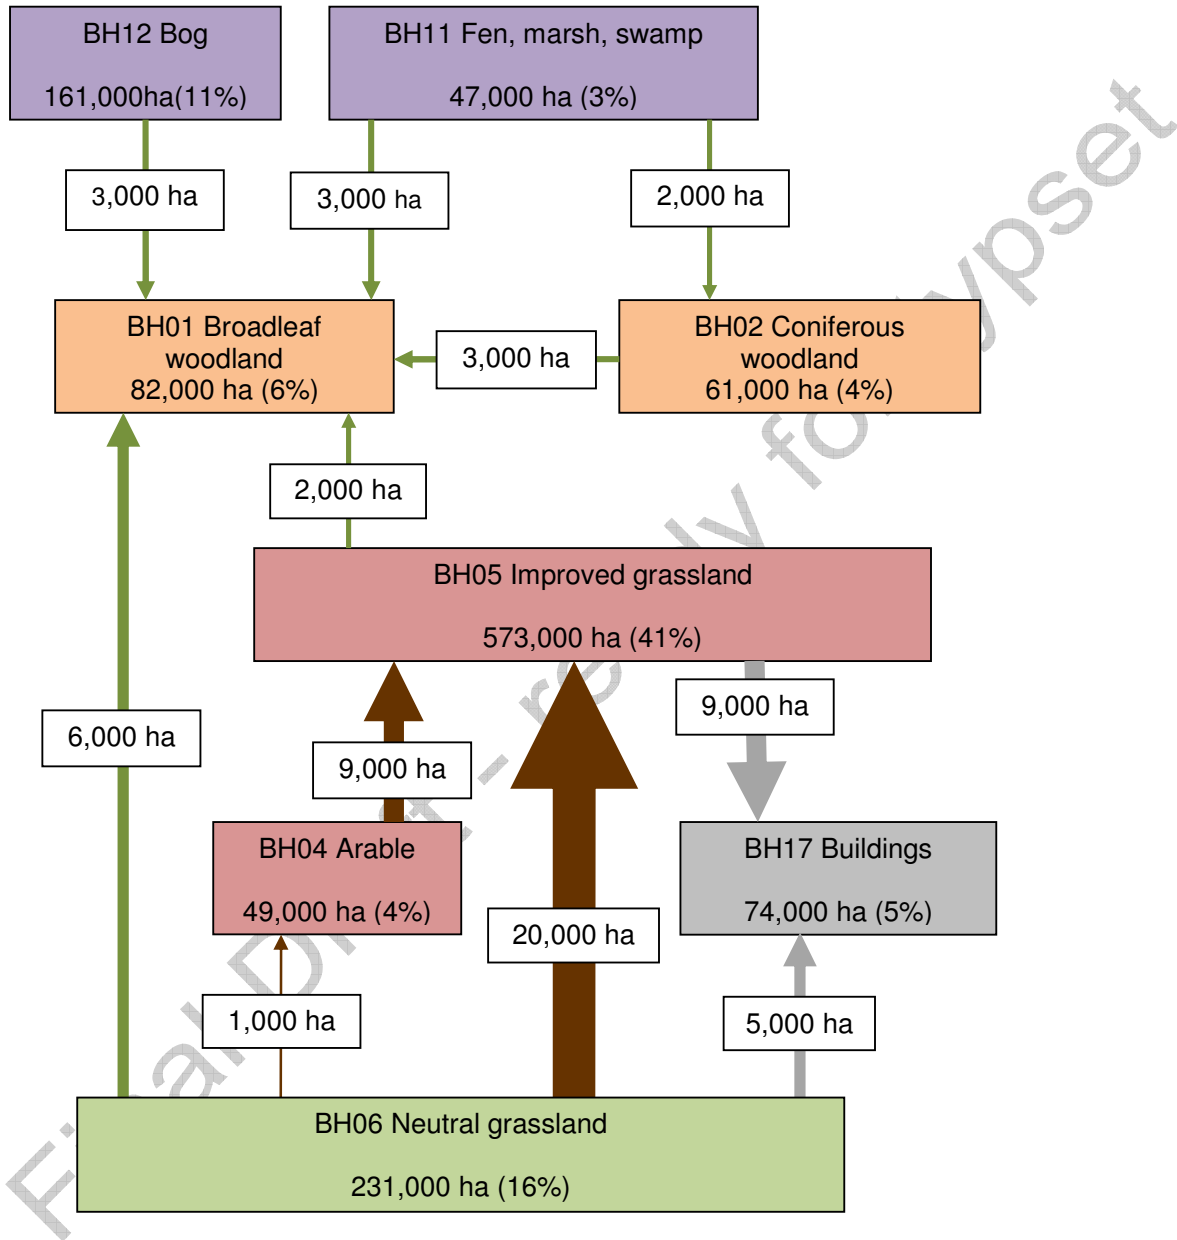 BH12 Bog
161,000ha(11%)
BH11 Fen, marsh, swamp
47,000 ha (3%)
3,000 ha
3,000 ha
2,000 ha
BH01 Broadleaf
woodland
82,000 ha (6%)
3,000 ha
BH02 Coniferous
woodland
61,000 ha (4%)
2,000 ha
BH05 Improved grassland
573,000 ha (41%)
6,000 ha
9,000 ha
9,000 ha
BH04 Arable
49,000 ha (4%)
20,000 ha
BH17 Buildings
74,000 ha (5%)
1,000 ha
5,000 ha
BH06 Neutral grassland
231,000 ha (16%)
Final Draft - ready for